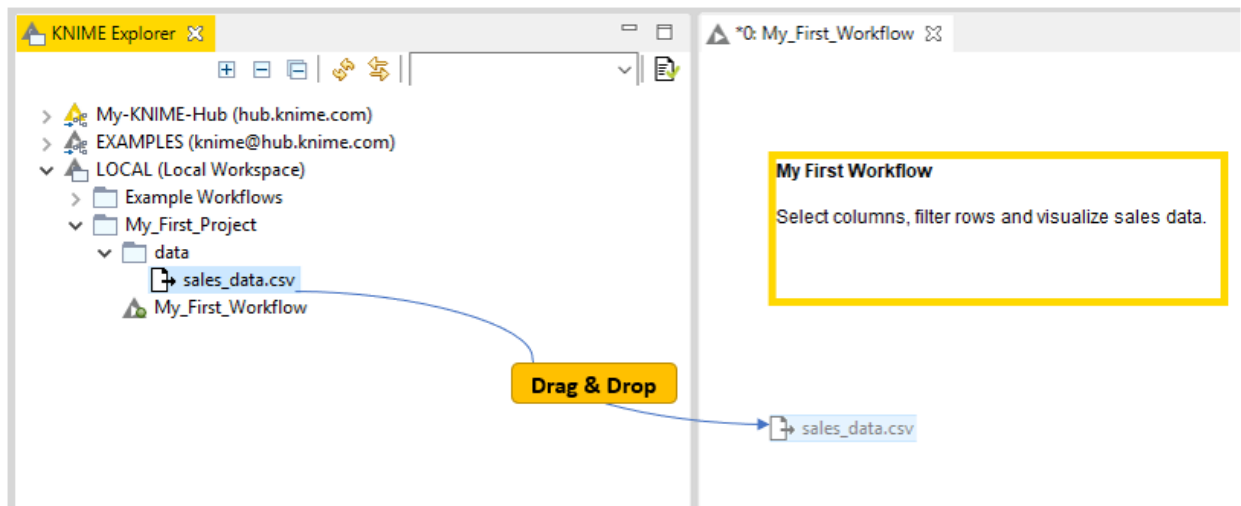 KNIME Explorer
*0: My_First_Workflow
My-KNIME-Hub (hub.knime.com)
EXAMPLES (knime@hub.knime.com)
LOCAL (Local Workspace)
Example Workflows
My_First_Project
data
sales_data.csv
My_First_Workflow
My First Workflow
Select columns, filter rows and visualize sales data.
Drag & Drop
sales_data.csv